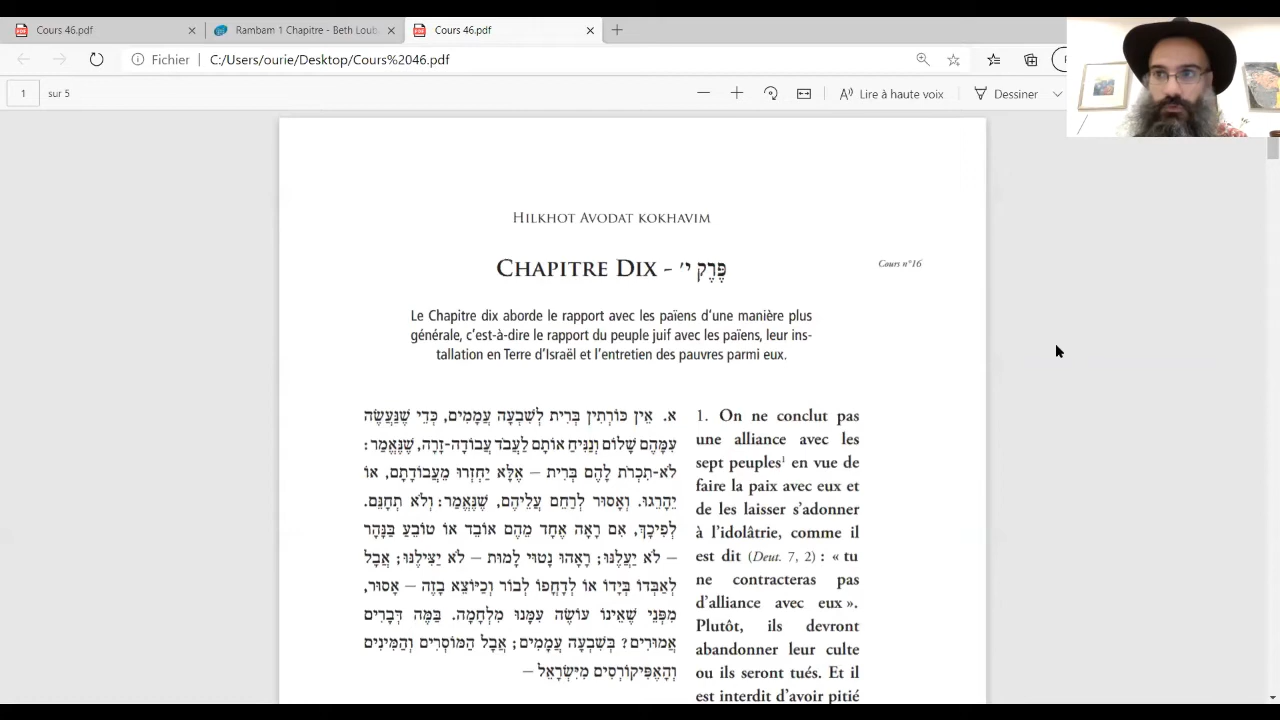 Cours 46.pdf
Rambam 1 Chapitre - Beth Loub
Cours 46.pdf
Fichier
C:/Users/ourie/Desktop/Cours%2046.pdf
1 sur 5
Lire à haute voix
Dessiner
Hilkhot Avodat kokhavim
Chapitre Dix - פֶּרֶק י׳
Cours n°16
Le Chapitre dix aborde le rapport avec les païens d’une manière plus
générale, c’est-à-dire le rapport du peuple juif avec les païens, leur ins-
tallation en Terre d’Israël et l’entretien des pauvres parmi eux.
א. אֵין כּוֹרְתִין בְּרִית לְשִׁבְעָה עֲמָמִים, כְּדֵי שֶׁנַּעֲשֶׂה
עִמָּהֶם שָׁלוֹם וְנַנִּיחַ אוֹתָם לַעֲבֹד עֲבוֹדָה-זָרָה, שֶׁנֶּאֱמַר:
לֹא-תִכְרֹת לָהֶם בְּרִית – אֶלָּא יַחְזְרוּ מֵעֲבוֹדָתָם, אוֹ
יֵהָרֵגוּ. וְאָסוּר לְרַחֵם עֲלֵיהֶם, שֶׁנֶּאֱמַר: וְלֹא תְחָנֵּם.
לְפִיכָךְ, אִם רָאָה אֶחָד מֵהֶם אוֹבֵד אוֹ טוֹבֵעַ בַּנָּהָר
– לֹא יַעֲלֶנּוּ; רָאָהוּ נָטוּי לָמוּת – לֹא יַצִּילֶנּוּ; אֲבָל
לְאַבְּדוֹ בְּיָדוֹ אוֹ לְדָחֳפוֹ לְבוֹר וְכַיּוֹצֵא בָזֶה – אָסוּר,
מִפְּנֵי שֶׁאֵינוֹ עוֹשֶׂה עִמָּנוּ מִלְחָמָה. בַּמֶּה דְּבָרִים
אֲמוּרִים? בְּשִׁבְעָה עֲמָמִים; אֲבָל הַמּוֹסְרִים וְהַמִּינִים
וְהָאֶפִּיקוֹרְסִים מִיִּשְׂרָאֵל –
1. On ne conclut pas
une alliance avec les
sept peuples¹ en vue de
faire la paix avec eux et
de les laisser s’adonner
à l’idolâtrie, comme il
est dit (Deut. 7, 2) : « tu
ne contracteras pas
d’alliance avec eux ».
Plutôt, ils devront
abandonner leur culte
ou ils seront tués. Et il
est interdit d’avoir pitié